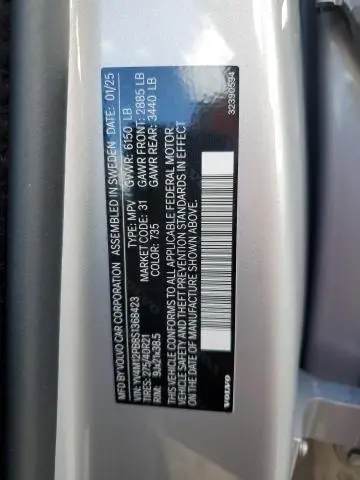 MFD BY VOLVO CAR CORPORATION ASSEMBLED IN SWEDEN DATE: 01/25
GVWR: 6150 LB
GAWR FRONT: 2885 LB
GAWR REAR: 3440 LB
VIN: YV4M12PB8S1368423 TYPE: MPV
TIRES: 275/40R21 MARKET CODE: 31
RIM: 9Jx21x38,5 COLOR: 735
THIS VEHICLE CONFORMS TO ALL APPLICABLE FEDERAL MOTOR
VEHICLE SAFETY AND THEFT PREVENTION STANDARDS IN EFFECT
ON THE DATE OF MANUFACTURE SHOWN ABOVE.
VOLVO 32390594